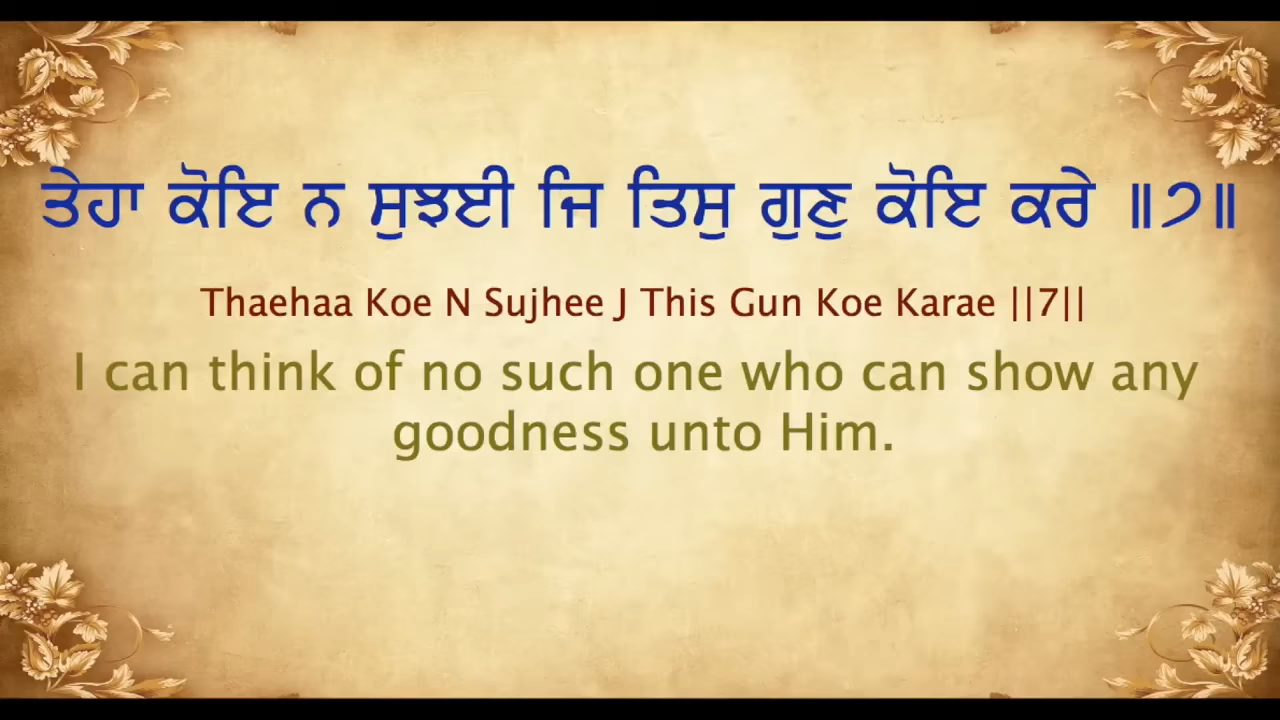 ਤੇਹਾ ਕੋਇ ਨ ਸੁਝਈ ਜਿ ਤਿਸੁ ਗੁਣੁ ਕੋਇ ਕਰੇ ॥੭॥
Thaehaa Koe N Sujhee J This Gun Koe Karae ||7||
I can think of no such one who can show any
goodness unto Him.